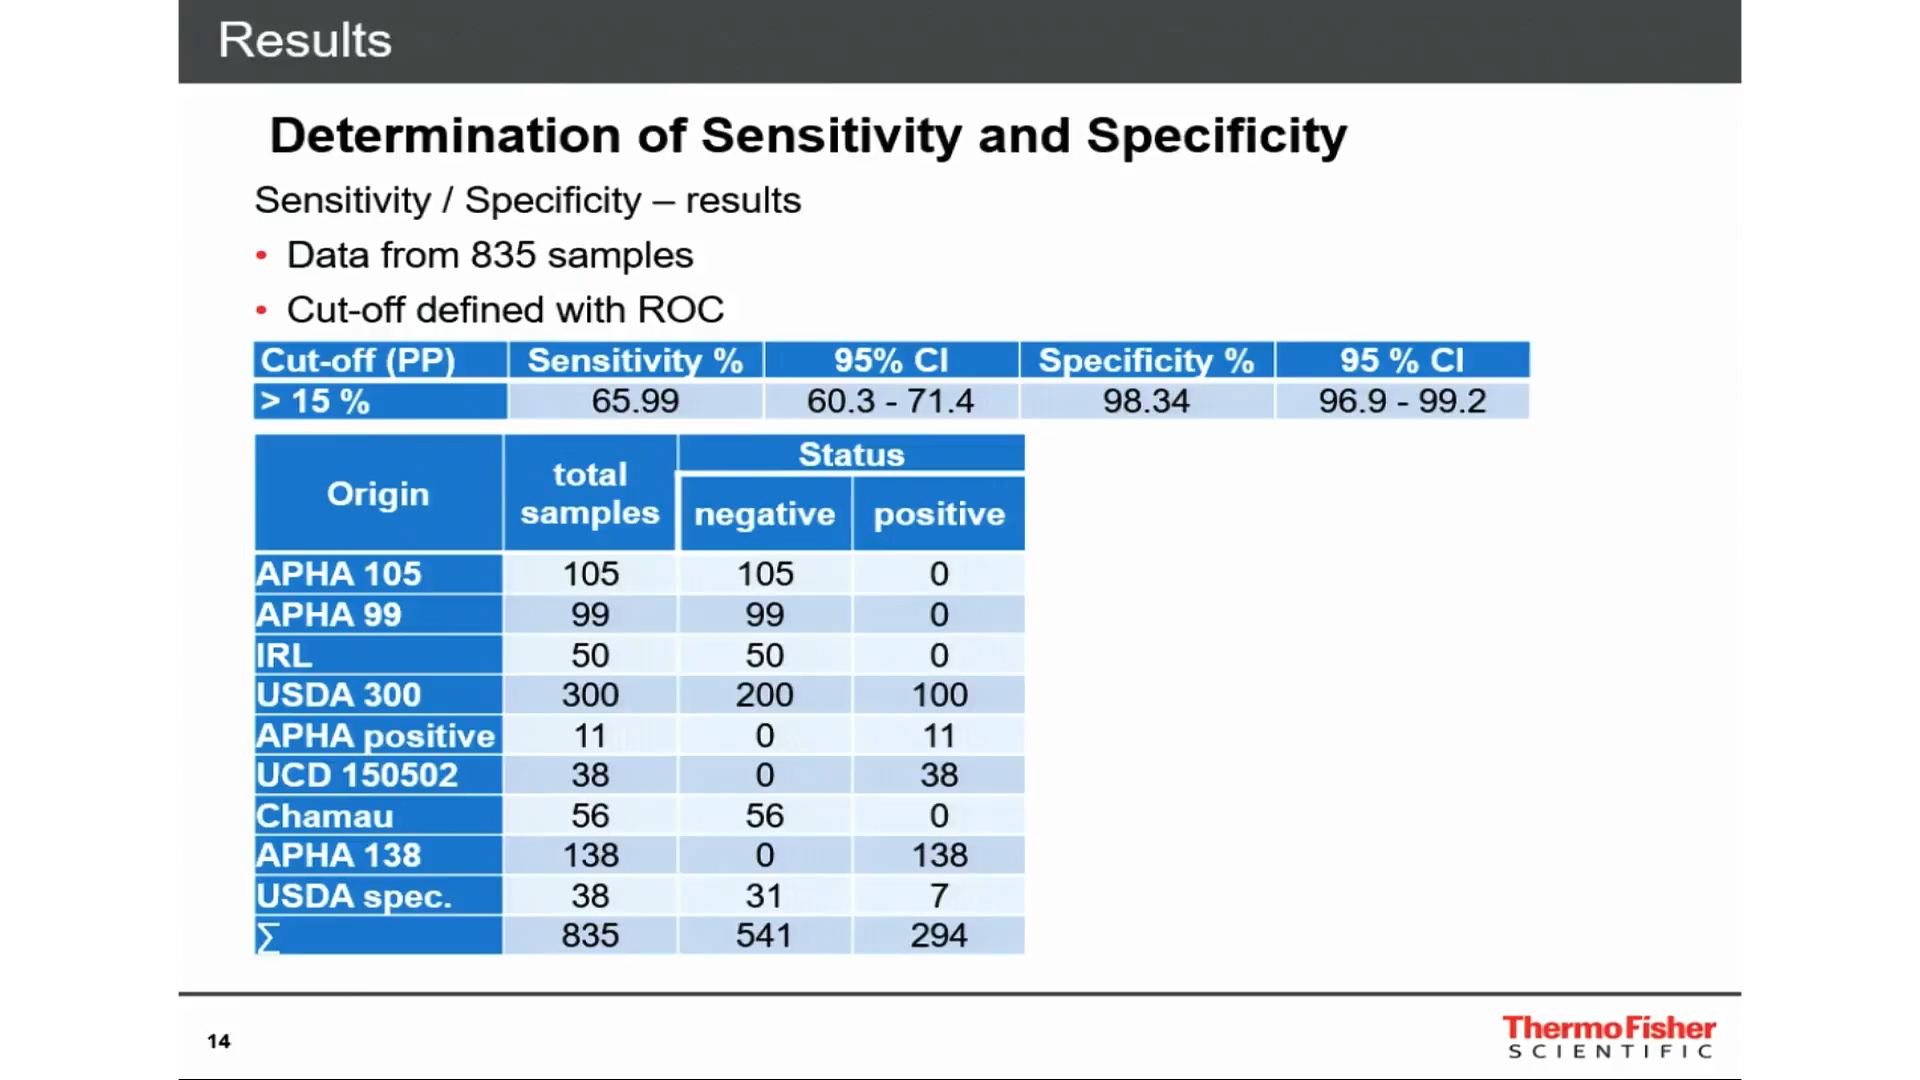 Results
Determination of Sensitivity and Specificity
Sensitivity / Specificity – results
• Data from 835 samples
• Cut-off defined with ROC
Cut-off (PP) Sensitivity % 95% CI Specificity % 95 % CI
> 15 % 65.99 60.3 - 71.4 98.34 96.9 - 99.2
Origin total samples Status
negative positive
APHA 105 105 105 0
APHA 99 99 99 0
IRL 50 50 0
USDA 300 300 200 100
APHA positive 11 0 11
UCD 150502 38 0 38
Chamau 56 56 0
APHA 138 138 0 138
USDA spec. 38 31 7
∑ 835 541 294
14
ThermoFisher
SCIENTIFIC